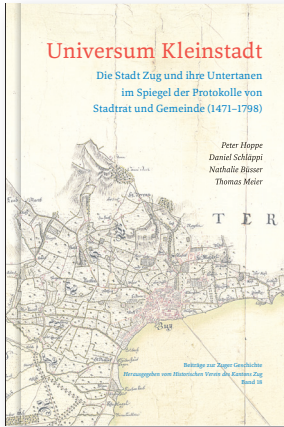 Universum Kleinstadt
Die Stadt Zug und ihre Untertanen
im Spiegel der Protokolle von
Stadtrat und Gemeinde (1471–1798)
Peter Hoppe
Daniel Schläppi
Nathalie Büsser
Thomas Meier
TER
Zug
Beiträge zur Zuger Geschichte
Herausgegeben vom Historischen Verein des Kantons Zug
Band 18